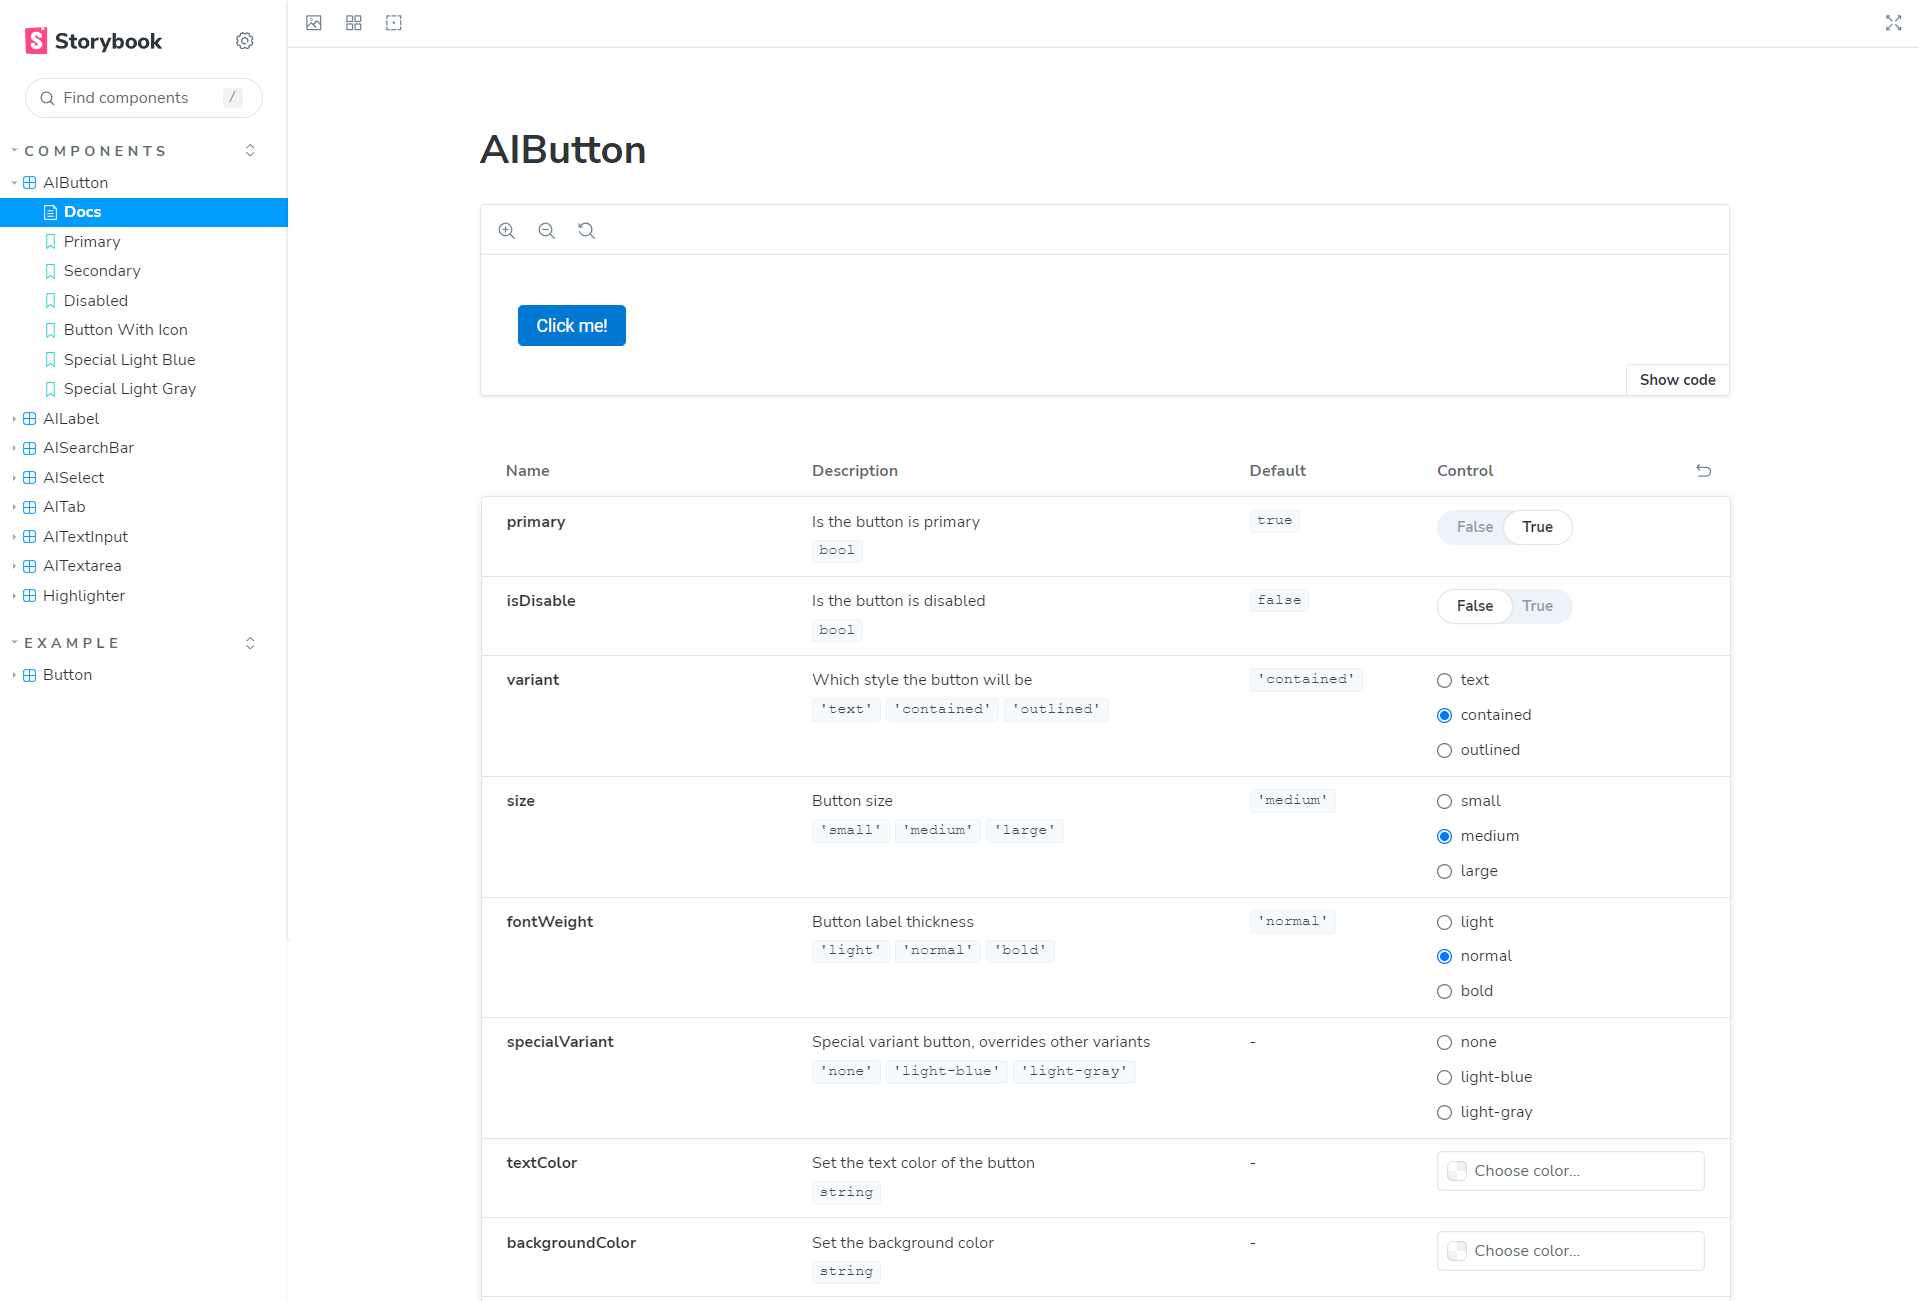 Storybook
Find components /
COMPONENTS
AIButton
Docs
Primary
Secondary
Disabled
Button With Icon
Special Light Blue
Special Light Gray
AILabel
AISearchBar
AISelect
AITab
AITextInput
AITextarea
Highlighter
EXAMPLE
Button
AIButton
Click me!
Show code
Name Description Default Control
primary Is the button is primary true False True
bool
isDisable Is the button is disabled false False True
bool
variant Which style the button will be 'contained' text
'text' 'contained' 'outlined' contained
outlined
size Button size 'medium' small
'small' 'medium' 'large' medium
large
fontWeight Button label thickness 'normal' light
'light' 'normal' 'bold' normal
bold
specialVariant Special variant button, overrides other variants - none
'none' 'light-blue' 'light-gray' light-blue
light-gray
textColor Set the text color of the button - Choose color...
string
backgroundColor Set the background color - Choose color...
string